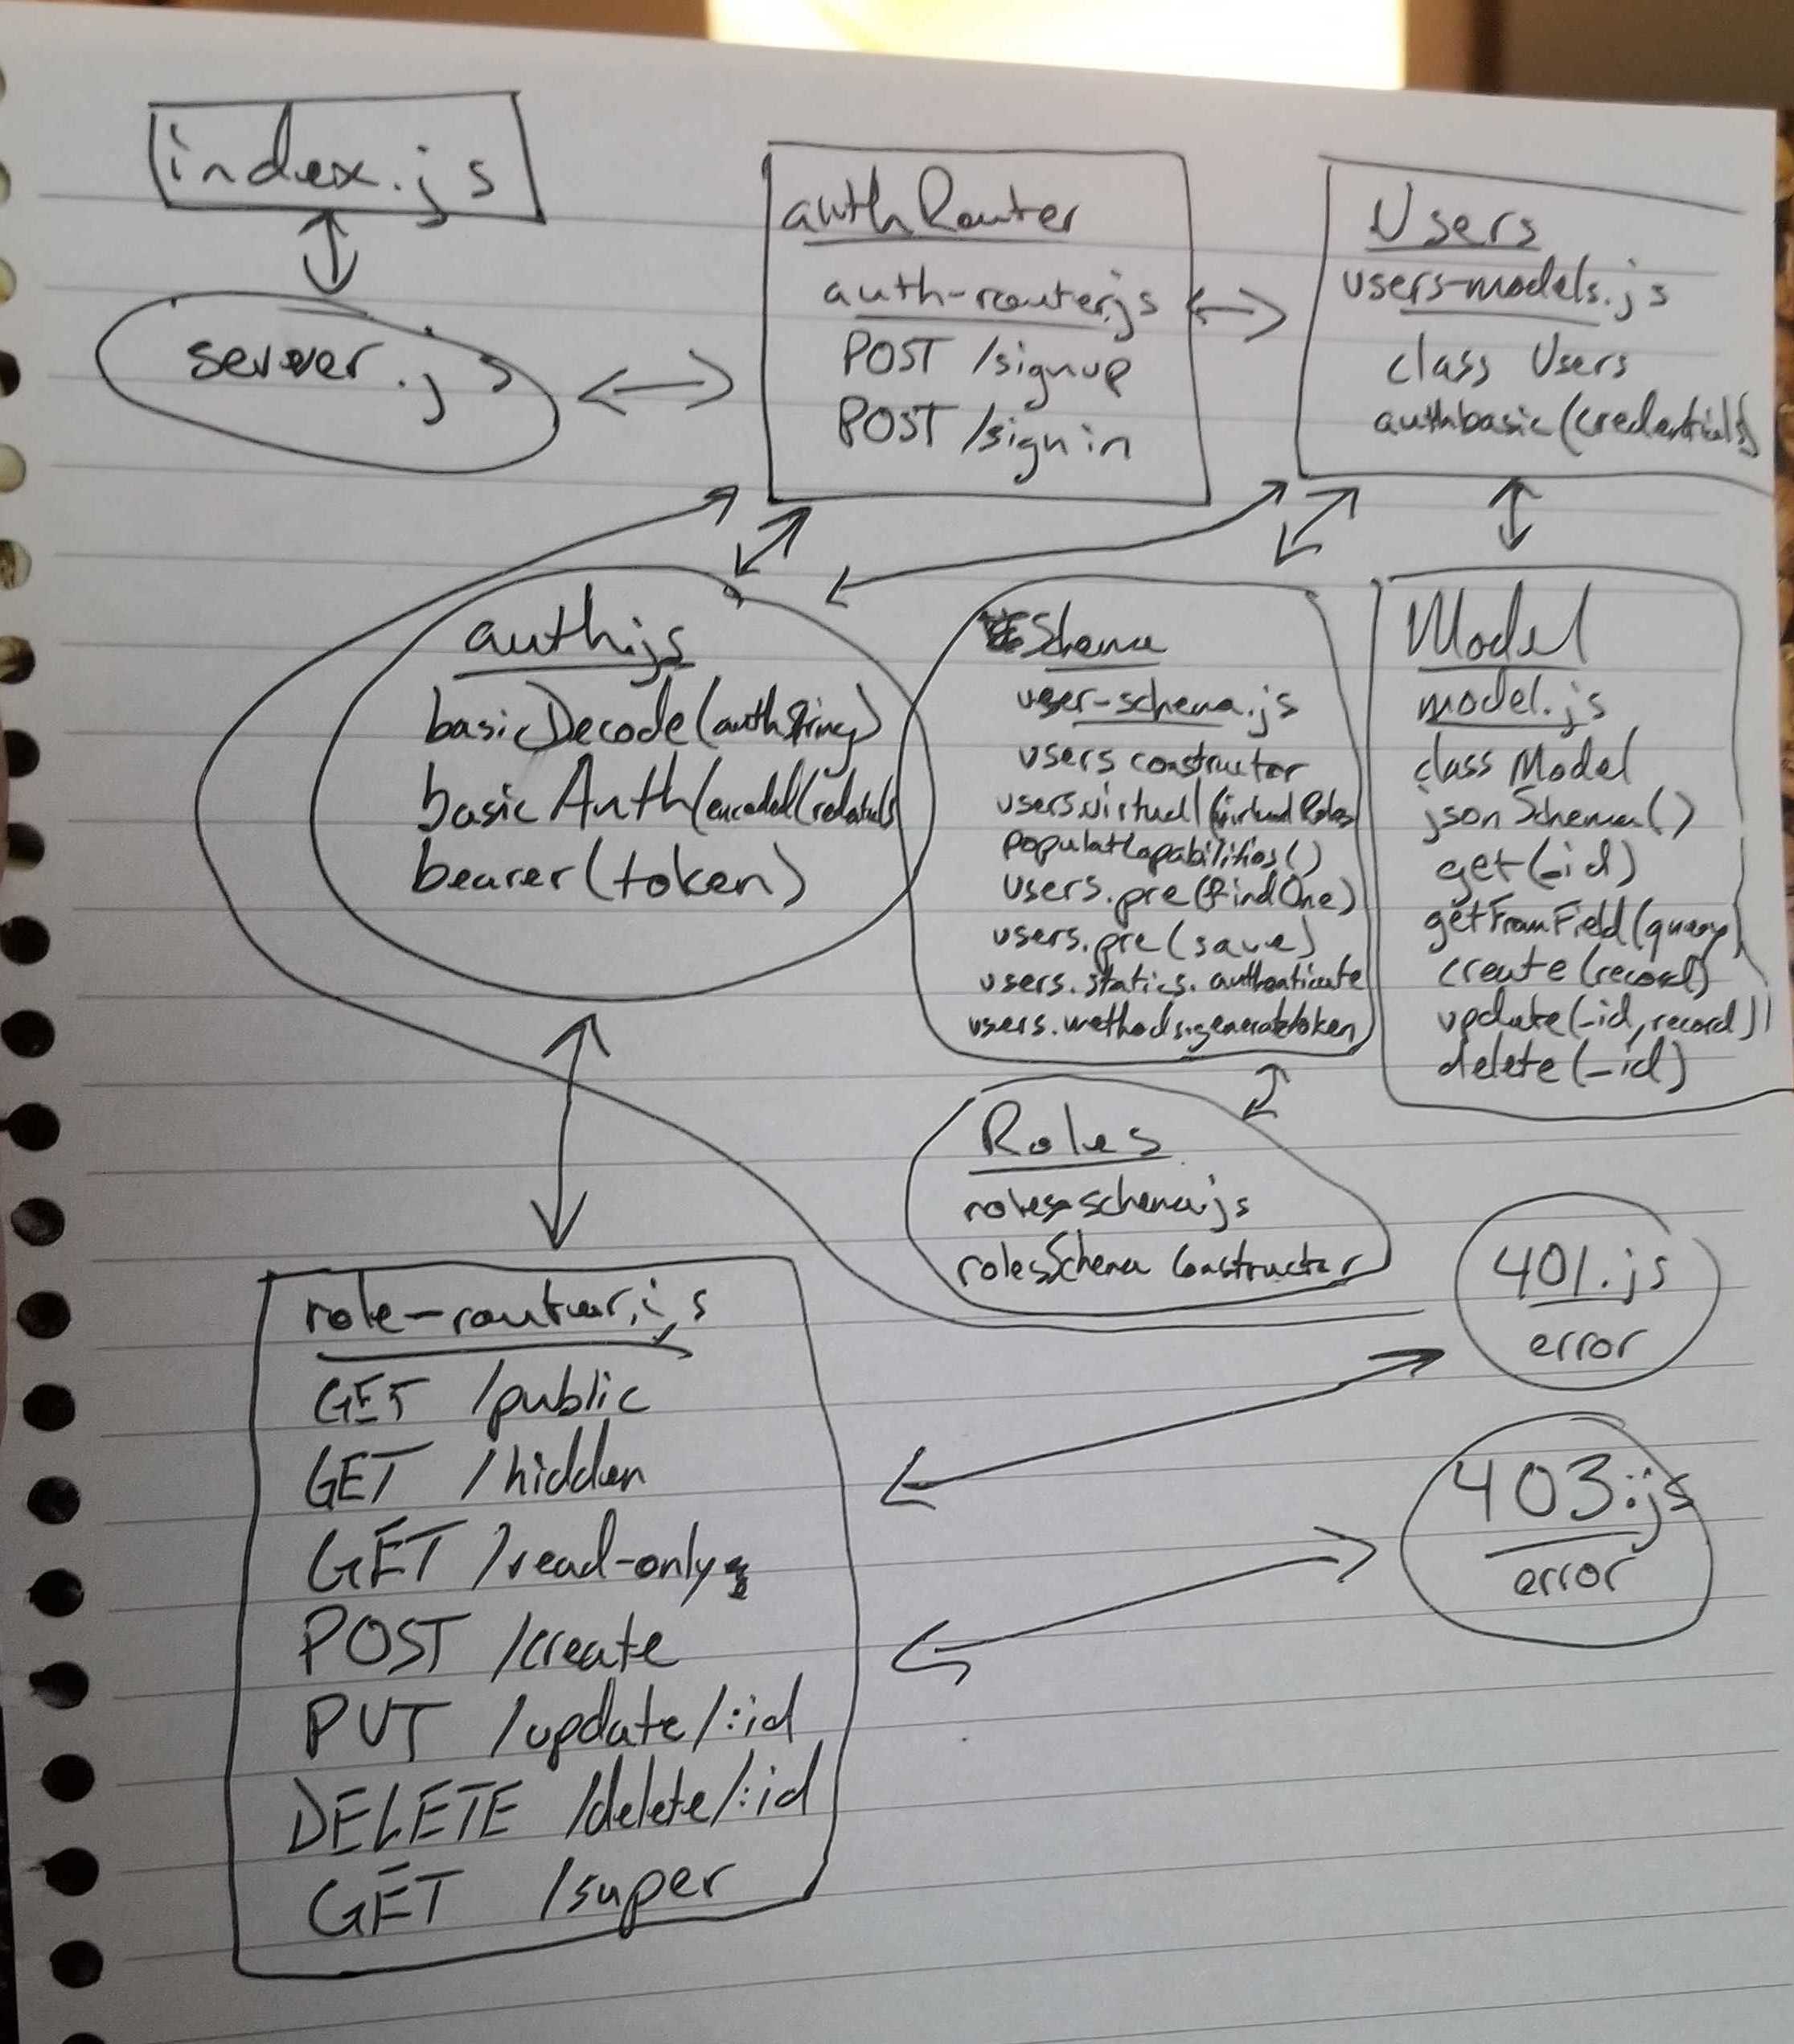 index.js
server.js
authRouter
auth-router.js
POST /signup
POST /signin
Users
users-models.js
class Users
authbasic(credentials)
auth.js
basicDecode(authString)
basicAuth(encodedCredentials)
bearer(token)
Schema
user-schema.js
users constructor
users.virtual(virtualRoles
populatCapabilities()
users.pre(findOne)
users.pre(save)
users.statics.authenticate
users.methods.generatetoken
Model
model.js
class Model
jsonSchema()
get(_id)
getFromField(query)
create(record)
update(_id,record)
delete(_id)
Roles
roles-schema.js
rolesSchema Constructor
401.js
error
403.js
error
role-router.js
GET /public
GET /hidden
GET /read-only
POST /create
PUT /update/:id
DELETE /delete/:id
GET /super